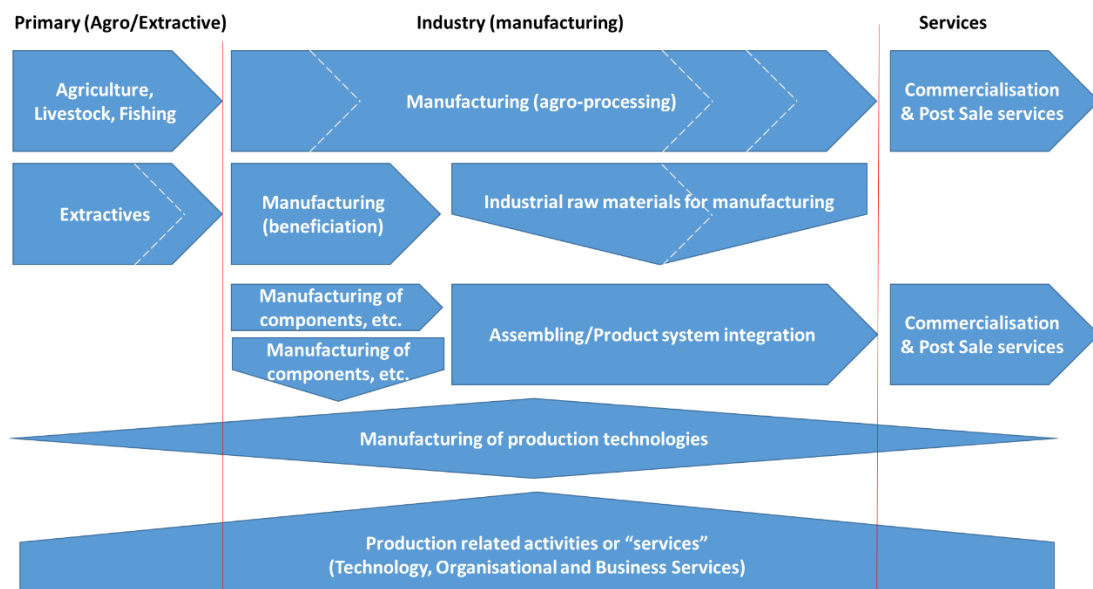 Primary (Agro/Extractive)
Industry (manufacturing)
Services
Agriculture,
Livestock, Fishing
Manufacturing (agro-processing)
Commercialisation
& Post Sale services
Extractives
Manufacturing
(beneficiation)
Industrial raw materials for manufacturing
Manufacturing of
components, etc.
Assembling/Product system integration
Commercialisation
& Post Sale services
Manufacturing of
components, etc.
Manufacturing of production technologies
Production related activities or “services”
(Technology, Organisational and Business Services)